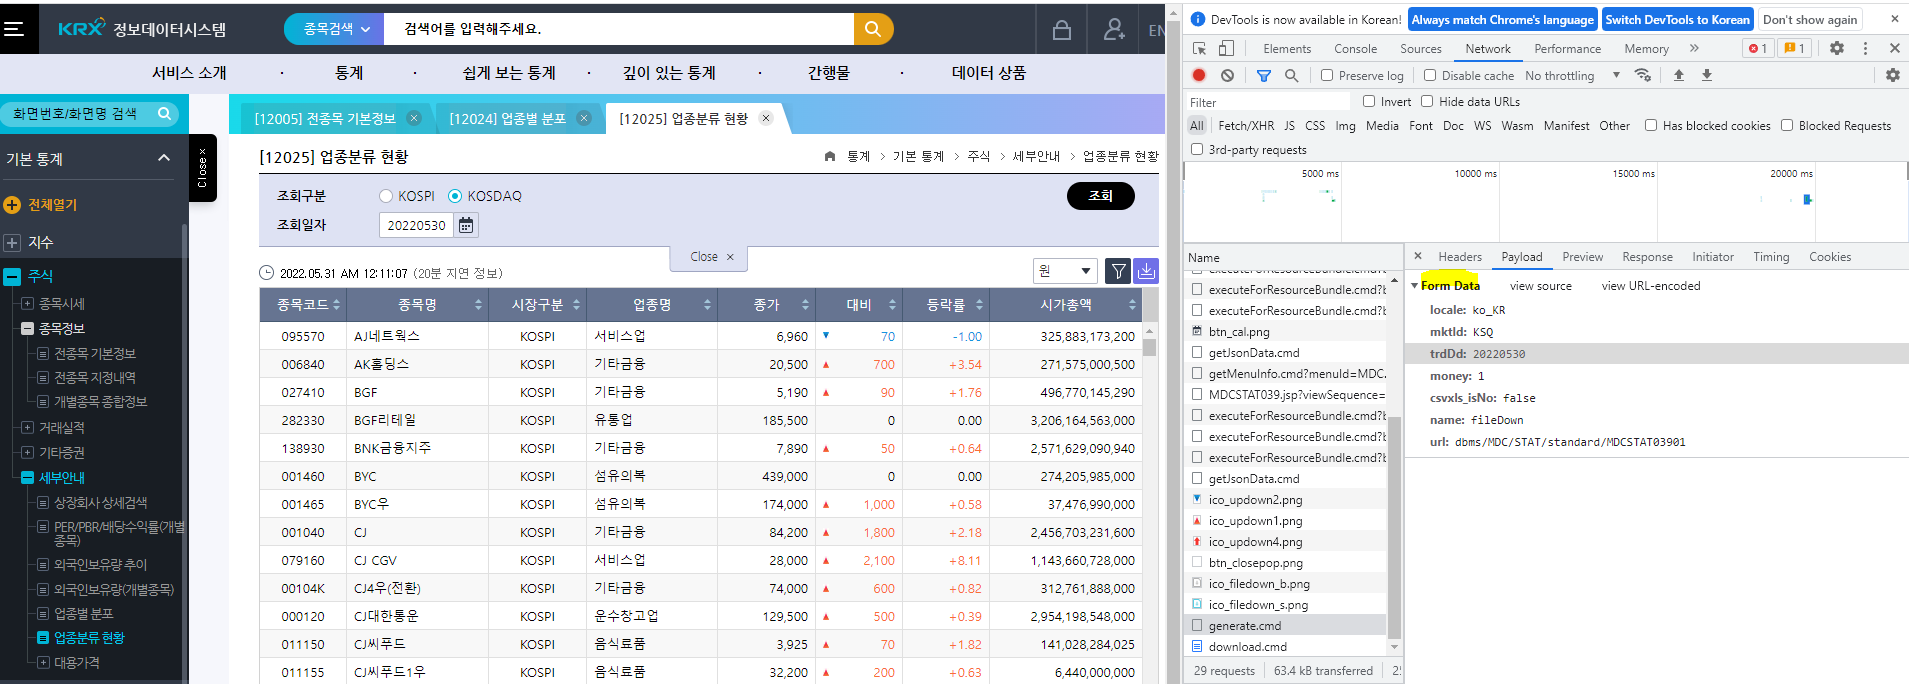 KRX 정보데이터시스템
종목검색
검색어를 입력해주세요.
EN
서비스 소개 · 통계 · 쉽게 보는 통계 · 깊이 있는 통계 · 간행물 · 데이터 상품
화면번호/화면명 검색
기본 통계
Close ×
전체열기
지수
주식
종목시세
종목정보
전종목 기본정보
전종목 지정내역
개별종목 종합정보
거래실적
기타증권
세부안내
상장회사 상세검색
PER/PBR/배당수익률(개별
종목)
외국인보유량 추이
외국인보유량(개별종목)
업종별 분포
업종분류 현황
대용가격
[12005] 전종목 기본정보
[12024] 업종별 분포
[12025] 업종분류 현황
[12025] 업종분류 현황
통계 > 기본 통계 > 주식 > 세부안내 > 업종분류 현황
조회구분 KOSPI KOSDAQ
조회
조회일자 20220530
Close ×
2022.05.31 AM 12:11:07 (20분 지연 정보)
원
종목코드 종목명 시장구분 업종명 종가 대비 등락률 시가총액
095570 AJ네트웍스 KOSPI 서비스업 6,960 ▼ 70 -1.00 325,883,173,200
006840 AK홀딩스 KOSPI 기타금융 20,500 ▲ 700 +3.54 271,575,000,500
027410 BGF KOSPI 기타금융 5,190 ▲ 90 +1.76 496,770,145,290
282330 BGF리테일 KOSPI 유통업 185,500 0 0.00 3,206,164,563,000
138930 BNK금융지주 KOSPI 기타금융 7,890 ▲ 50 +0.64 2,571,629,090,940
001460 BYC KOSPI 섬유의복 439,000 0 0.00 274,205,985,000
001465 BYC우 KOSPI 섬유의복 174,000 ▲ 1,000 +0.58 37,476,990,000
001040 CJ KOSPI 기타금융 84,200 ▲ 1,800 +2.18 2,456,703,231,600
079160 CJ CGV KOSPI 서비스업 28,000 ▲ 2,100 +8.11 1,143,660,728,000
00104K CJ4우(전환) KOSPI 기타금융 74,000 ▲ 600 +0.82 312,761,888,000
000120 CJ대한통운 KOSPI 운수창고업 129,500 ▲ 500 +0.39 2,954,198,548,000
011150 CJ씨푸드 KOSPI 음식료품 3,925 ▲ 70 +1.82 141,028,284,025
011155 CJ씨푸드1우 KOSPI 음식료품 32,200 ▲ 200 +0.63 6,440,000,000
DevTools is now available in Korean! Always match Chrome's language Switch DevTools to Korean Don't show again ×
Elements Console Sources Network Performance Memory » 1 1
Preserve log Disable cache No throttling
Filter Invert Hide data URLs
All Fetch/XHR JS CSS Img Media Font Doc WS Wasm Manifest Other Has blocked cookies Blocked Requests
3rd-party requests
5000 ms 10000 ms 15000 ms 20000 ms
Name
executeForResourceBundle.cmd?
executeForResourceBundle.cmd?
btn_cal.png
getJsonData.cmd
getMenuInfo.cmd?menuId=MDC.
MDCSTAT039.jsp?viewSequence=
executeForResourceBundle.cmd?
executeForResourceBundle.cmd?
executeForResourceBundle.cmd?
getJsonData.cmd
ico_updown2.png
ico_updown1.png
ico_updown4.png
btn_closepop.png
ico_filedown_b.png
ico_filedown_s.png
generate.cmd
download.cmd
29 requests 63.4 kB transferred
× Headers Payload Preview Response Initiator Timing Cookies
Form Data view source view URL-encoded
locale: ko_KR
mktId: KSQ
trdDd: 20220530
money: 1
csvxls_isNo: false
name: fileDown
url: dbms/MDC/STAT/standard/MDCSTAT03901